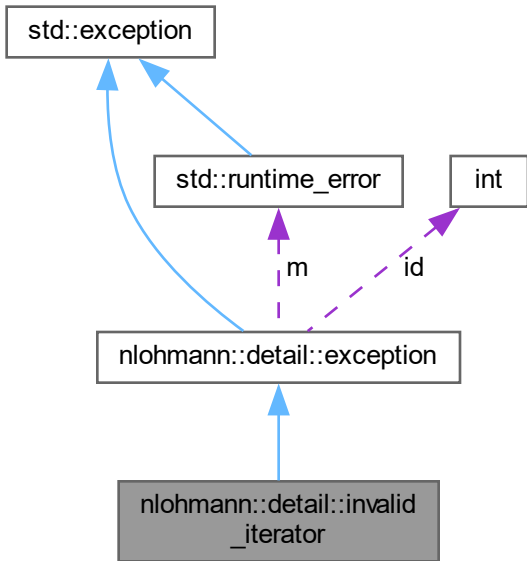 std::exception
std::runtime_error
int
m
id
nlohmann::detail::exception
nlohmann::detail::invalid
_iterator